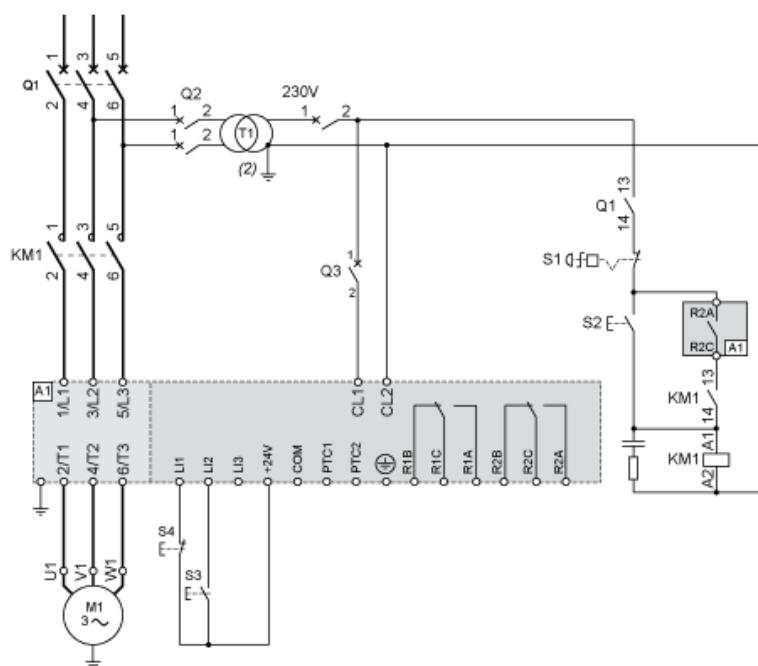 1 3 5
Q1
2 4 6
Q2
1 2
1 2
T1
(2)
230V
1 2
13
Q1
14
1 3 5
KM1
2 4 6
1
Q3
2
S1
S2
R2A
R2C
A1
13
KM1
14
A1
KM1
A2
A1
1/L1 3/L2 5/L3
CL1 CL2
2/T1 4/T2 6/T3
LI1 LI2 LI3 +24V COM PTC1 PTC2 R1B R1C R1A R2B R2C R2A
S4
S3
U1 V1 W1
M1
3